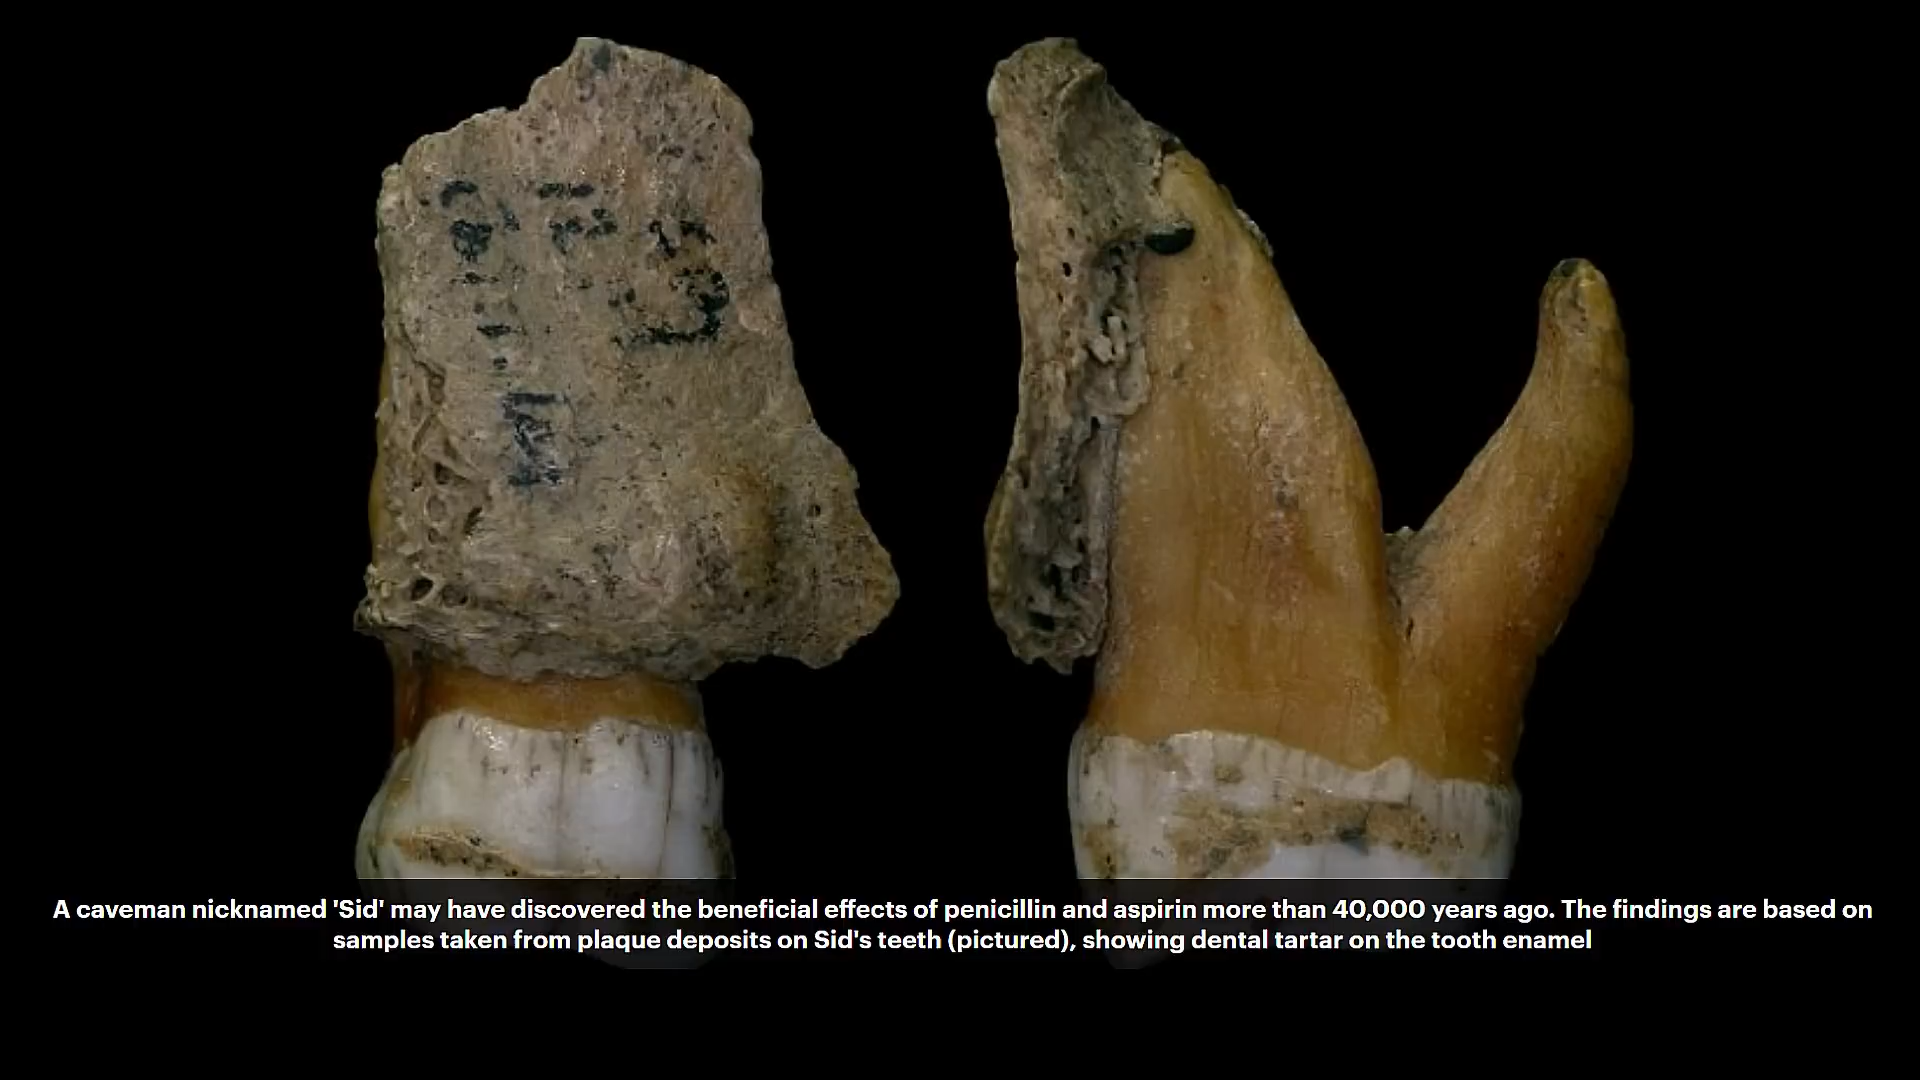 A caveman nicknamed 'Sid' may have discovered the beneficial effects of penicillin and aspirin more than 40,000 years ago. The findings are based on
samples taken from plaque deposits on Sid's teeth (pictured), showing dental tartar on the tooth enamel